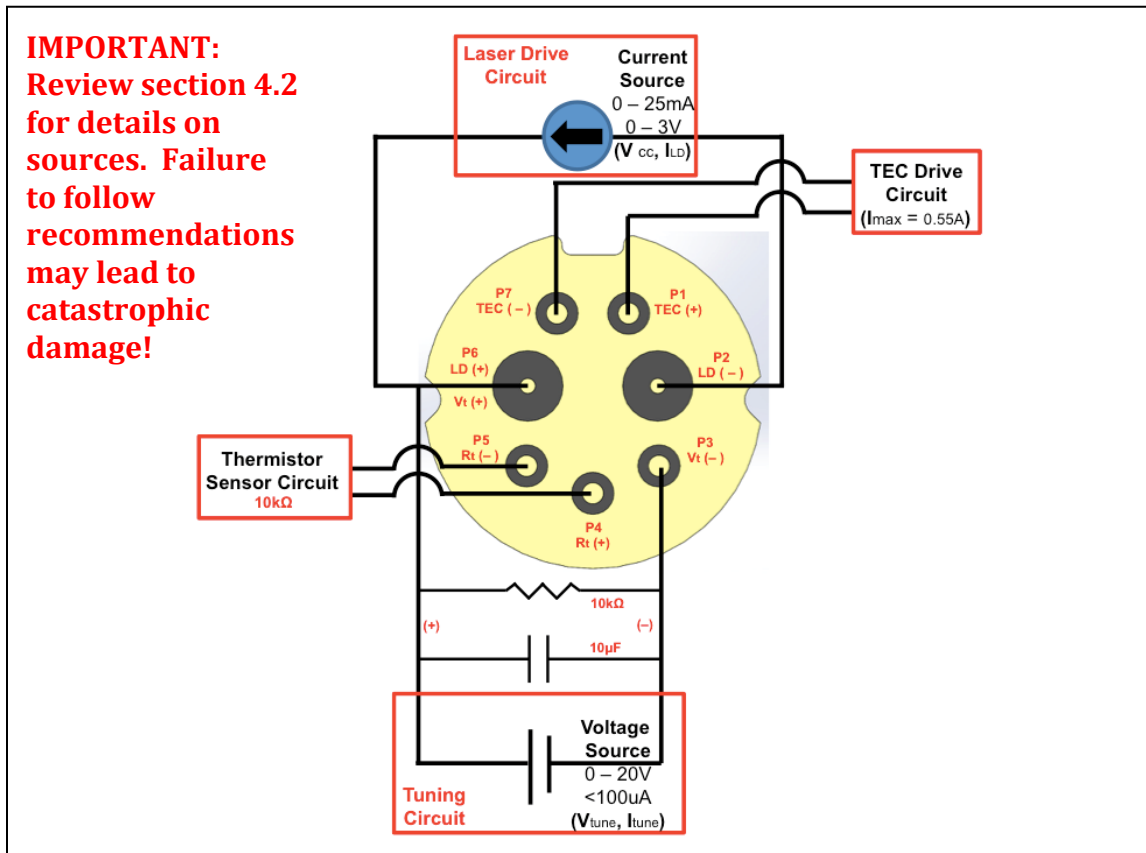 IMPORTANT:
Review section 4.2
for details on
sources.  Failure
to follow
recommendations
may lead to
catastrophic
damage!
Laser Drive
Circuit
Current
Source
0 – 25mA
0 – 3V
(V CC, ILD)
TEC Drive
Circuit
(Imax = 0.55A)
P7
TEC ( – )
P1
TEC (+)
P6
LD (+)
Vt (+)
P2
LD ( – )
P5
Rt ( – )
P3
Vt ( – )
P4
Rt (+)
Thermistor
Sensor Circuit
10kΩ
10kΩ
(+)
(–)
10µF
Voltage
Source
0 – 20V
<100uA
(Vtune, Itune)
Tuning
Circuit